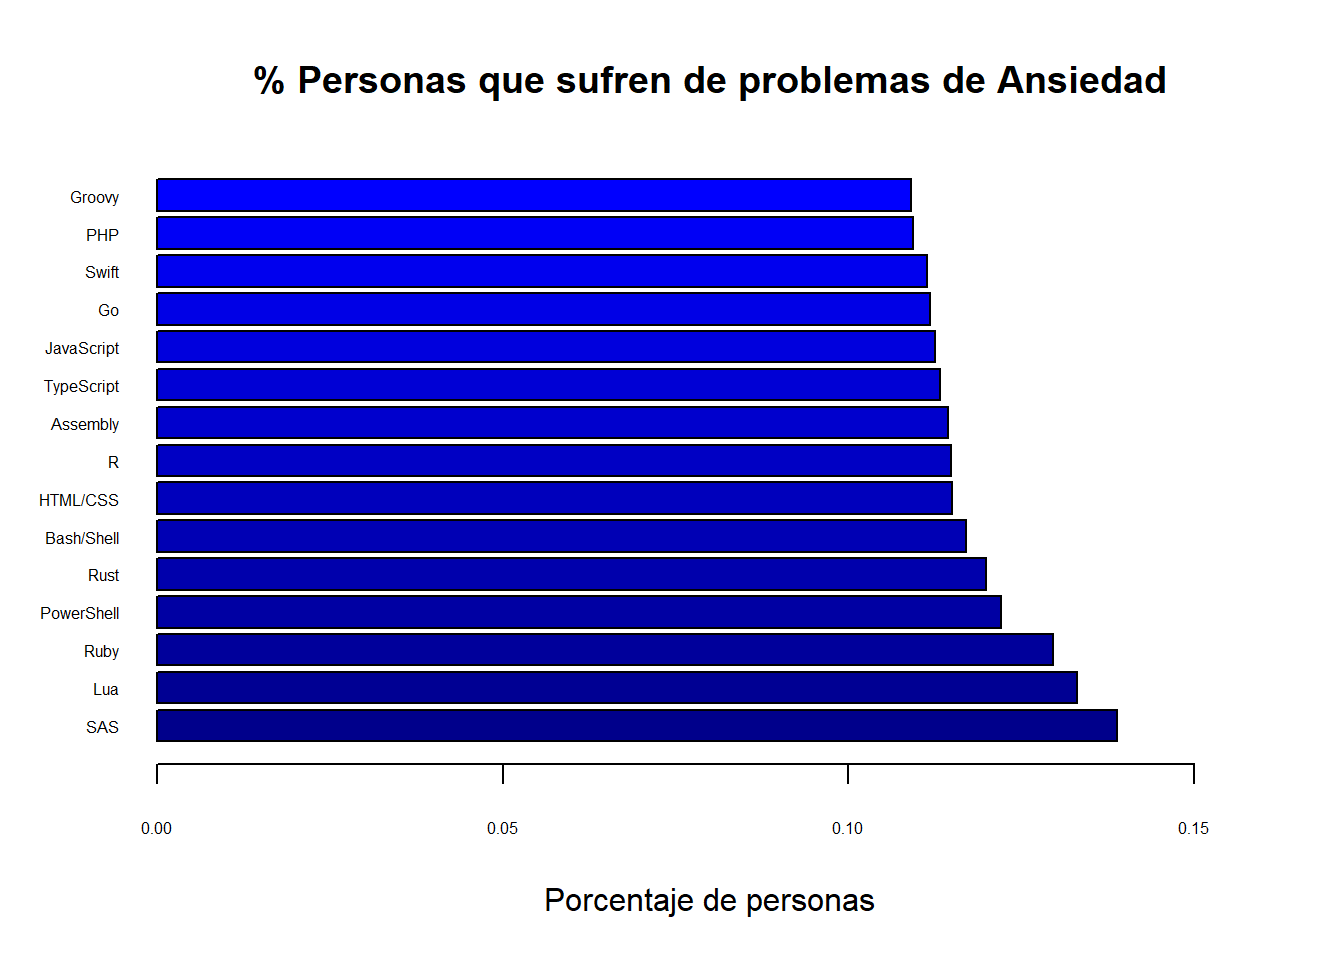 % Personas que sufren de problemas de Ansiedad
Groovy
PHP
Swift
Go
JavaScript
TypeScript
Assembly
R
HTML/CSS
Bash/Shell
Rust
PowerShell
Ruby
Lua
SAS
0.00 0.05 0.10 0.15
Porcentaje de personas